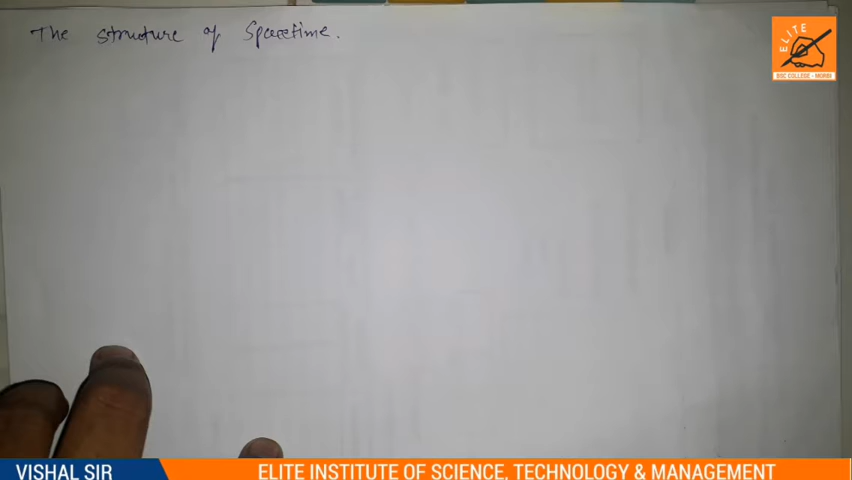 The structure of Spacetime.
ELITE
BSC COLLEGE - MORBI
VISHAL SIR
ELITE INSTITUTE OF SCIENCE, TECHNOLOGY & MANAGEMENT